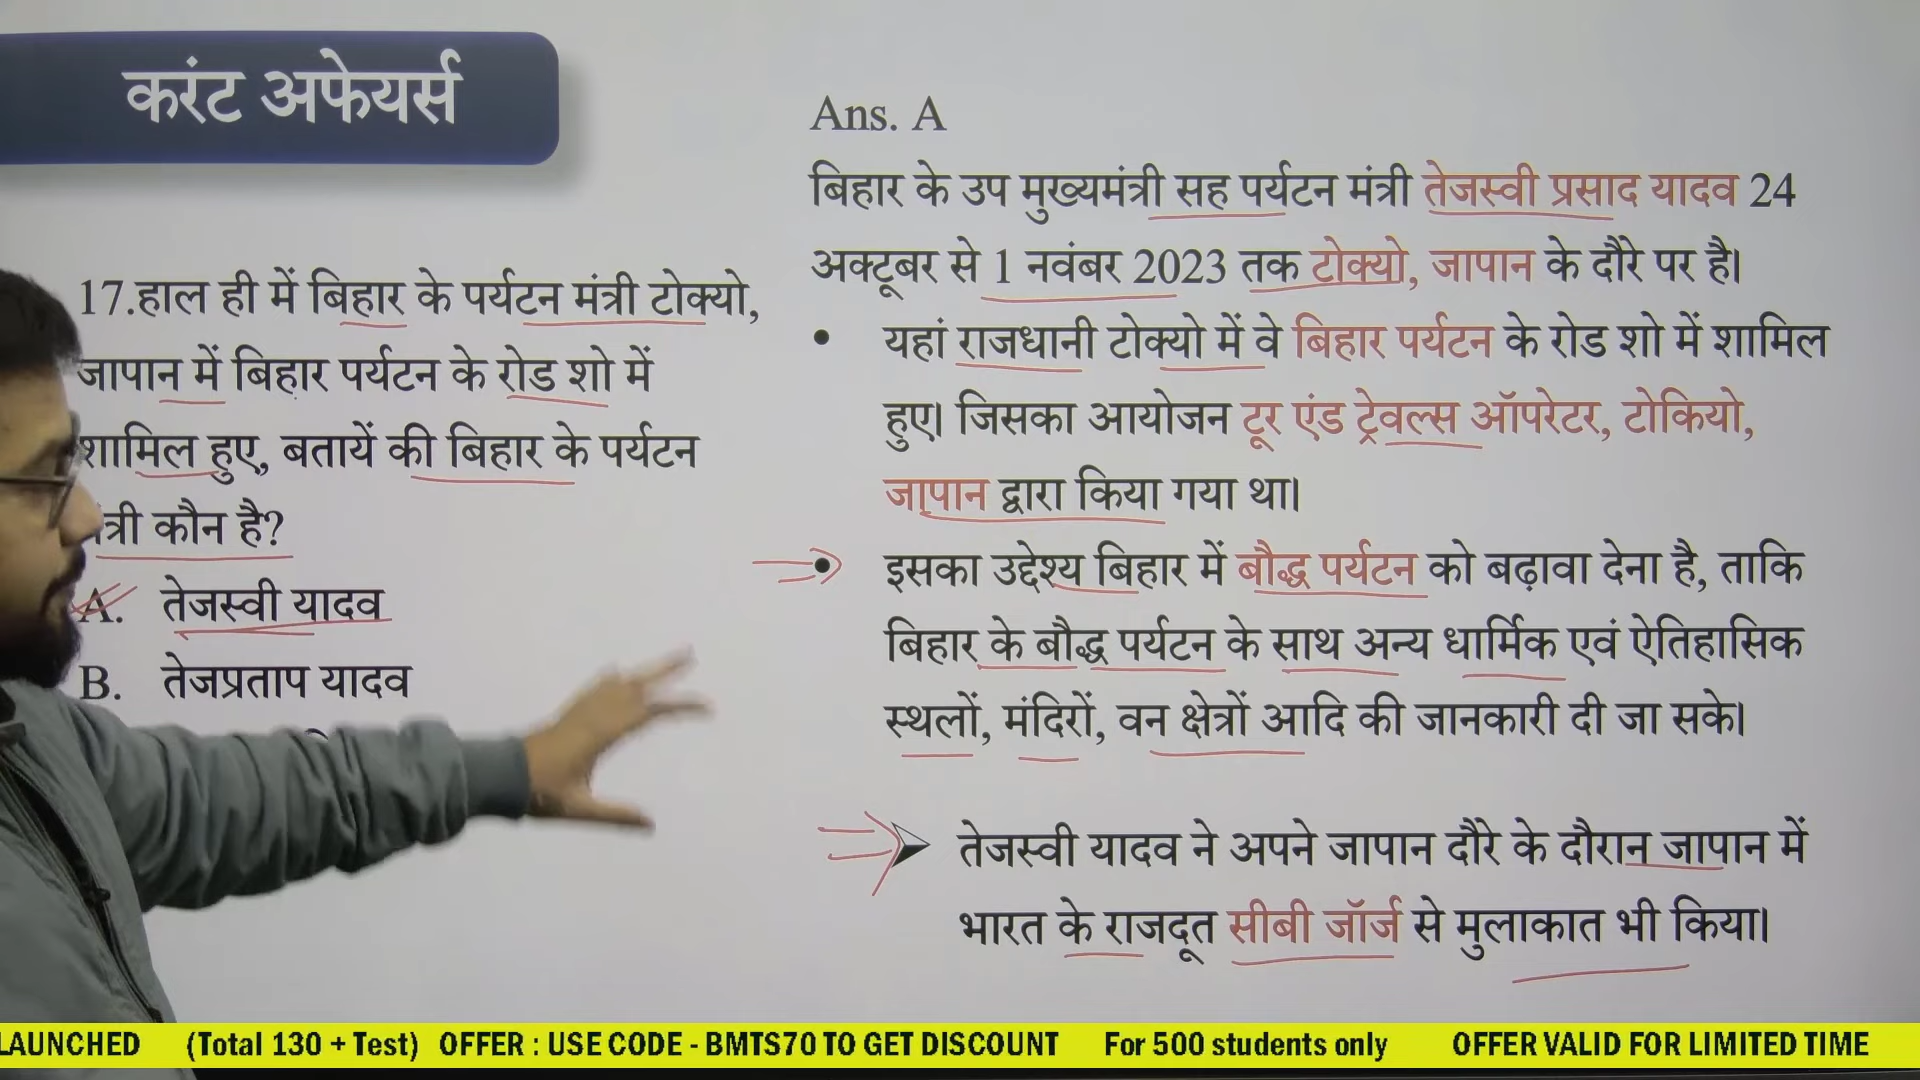 करंट अफेयर्स
17.हाल ही में बिहार के पर्यटन मंत्री टोक्यो,
जापान में बिहार पर्यटन के रोड शो में
शामिल हुए, बतायें की बिहार के पर्यटन
कौन है?
A. तेजस्वी यादव
B. तेजप्रताप यादव
Ans. A
बिहार के उप मुख्यमंत्री सह पर्यटन मंत्री तेजस्वी प्रसाद यादव 24
अक्टूबर से 1 नवंबर 2023 तक टोक्यो, जापान के दौरे पर है।
• यहां राजधानी टोक्यो में वे बिहार पर्यटन के रोड शो में शामिल
हुए। जिसका आयोजन टूर एंड ट्रेवल्स ऑपरेटर, टोकियो,
जापान द्वारा किया गया था।
• इसका उद्देश्य बिहार में बौद्ध पर्यटन को बढ़ावा देना है, ताकि
बिहार के बौद्ध पर्यटन के साथ अन्य धार्मिक एवं ऐतिहासिक
स्थलों, मंदिरों, वन क्षेत्रों आदि की जानकारी दी जा सके।
➢ तेजस्वी यादव ने अपने जापान दौरे के दौरान जापान में
भारत के राजदूत सीबी जॉर्ज से मुलाकात भी किया।
LAUNCHED (Total 130 + Test) OFFER : USE CODE - BMTS70 TO GET DISCOUNT For 500 students only OFFER VALID FOR LIMITED TIME